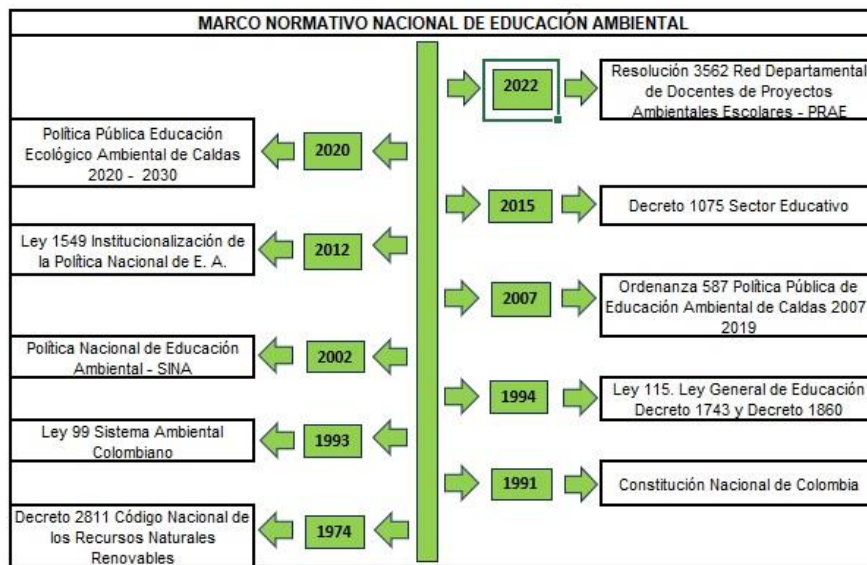 MARCO NORMATIVO NACIONAL DE EDUCACIÓN AMBIENTAL
2022
Resolución 3562 Red Departamental
de Docentes de Proyectos
Ambientales Escolares - PRAE
Política Pública Educación
Ecológico Ambiental de Caldas
2020 - 2030
2020
2015
Decreto 1075 Sector Educativo
Ley 1549 Institucionalización de
la Política Nacional de E. A.
2012
2007
Ordenanza 587 Política Pública de
Educación Ambiental de Caldas 2007
2019
Política Nacional de Educación
Ambiental - SINA
2002
1994
Ley 115. Ley General de Educación
Decreto 1743 y Decreto 1860
Ley 99 Sistema Ambiental
Colombiano
1993
1991
Constitución Nacional de Colombia
Decreto 2811 Código Nacional de
los Recursos Naturales
Renovables
1974